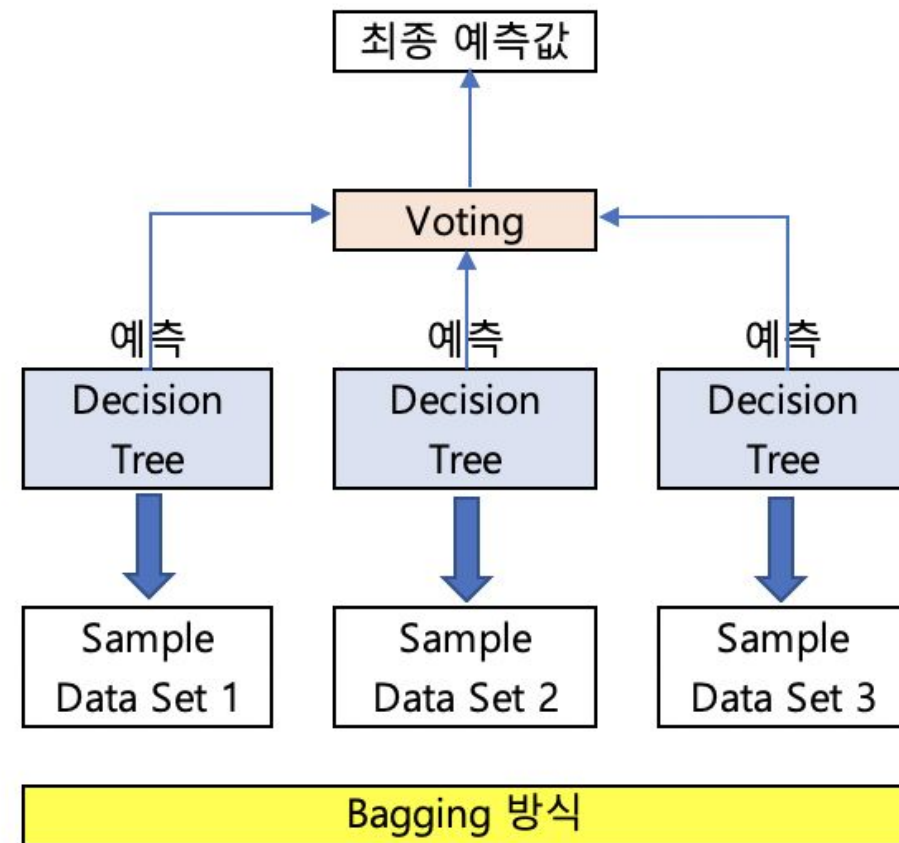 최종 예측값
Voting
예측 예측 예측
Decision Decision Decision
Tree Tree Tree
Sample Sample Sample
Data Set 1 Data Set 2 Data Set 3
Bagging 방식